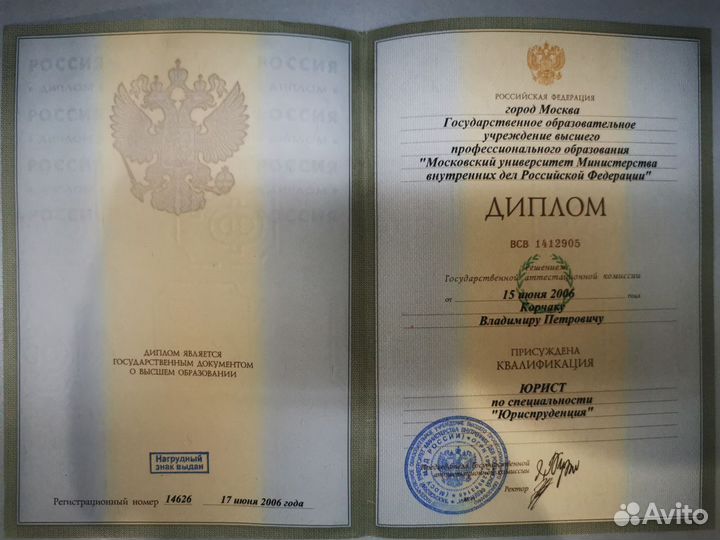 РОССИЯ
РОССИЯ
ДИПЛОМ ЯВЛЯЕТСЯ
ГОСУДАРСТВЕННЫМ ДОКУМЕНТОМ
О ВЫСШЕМ ОБРАЗОВАНИИ
Нагрудный
знак выдан
Регистрационный номер 14626 17 июня 2006 года
РОССИЙСКАЯ ФЕДЕРАЦИЯ
город Москва
Государственное образовательное
учреждение высшего
профессионального образования
"Московский университет Министерства
внутренних дел Российской Федерации"
ДИПЛОМ
ВСВ 1412905
Решением
Государственной аттестационной комиссии
от 15 июня 2006 года
Корчаку
Владимиру Петровичу
ПРИСУЖДЕНА
КВАЛИФИКАЦИЯ
ЮРИСТ
по специальности
"Юриспруденция"
Председатель Государственной
аттестационной комиссии
Ректор
Avito